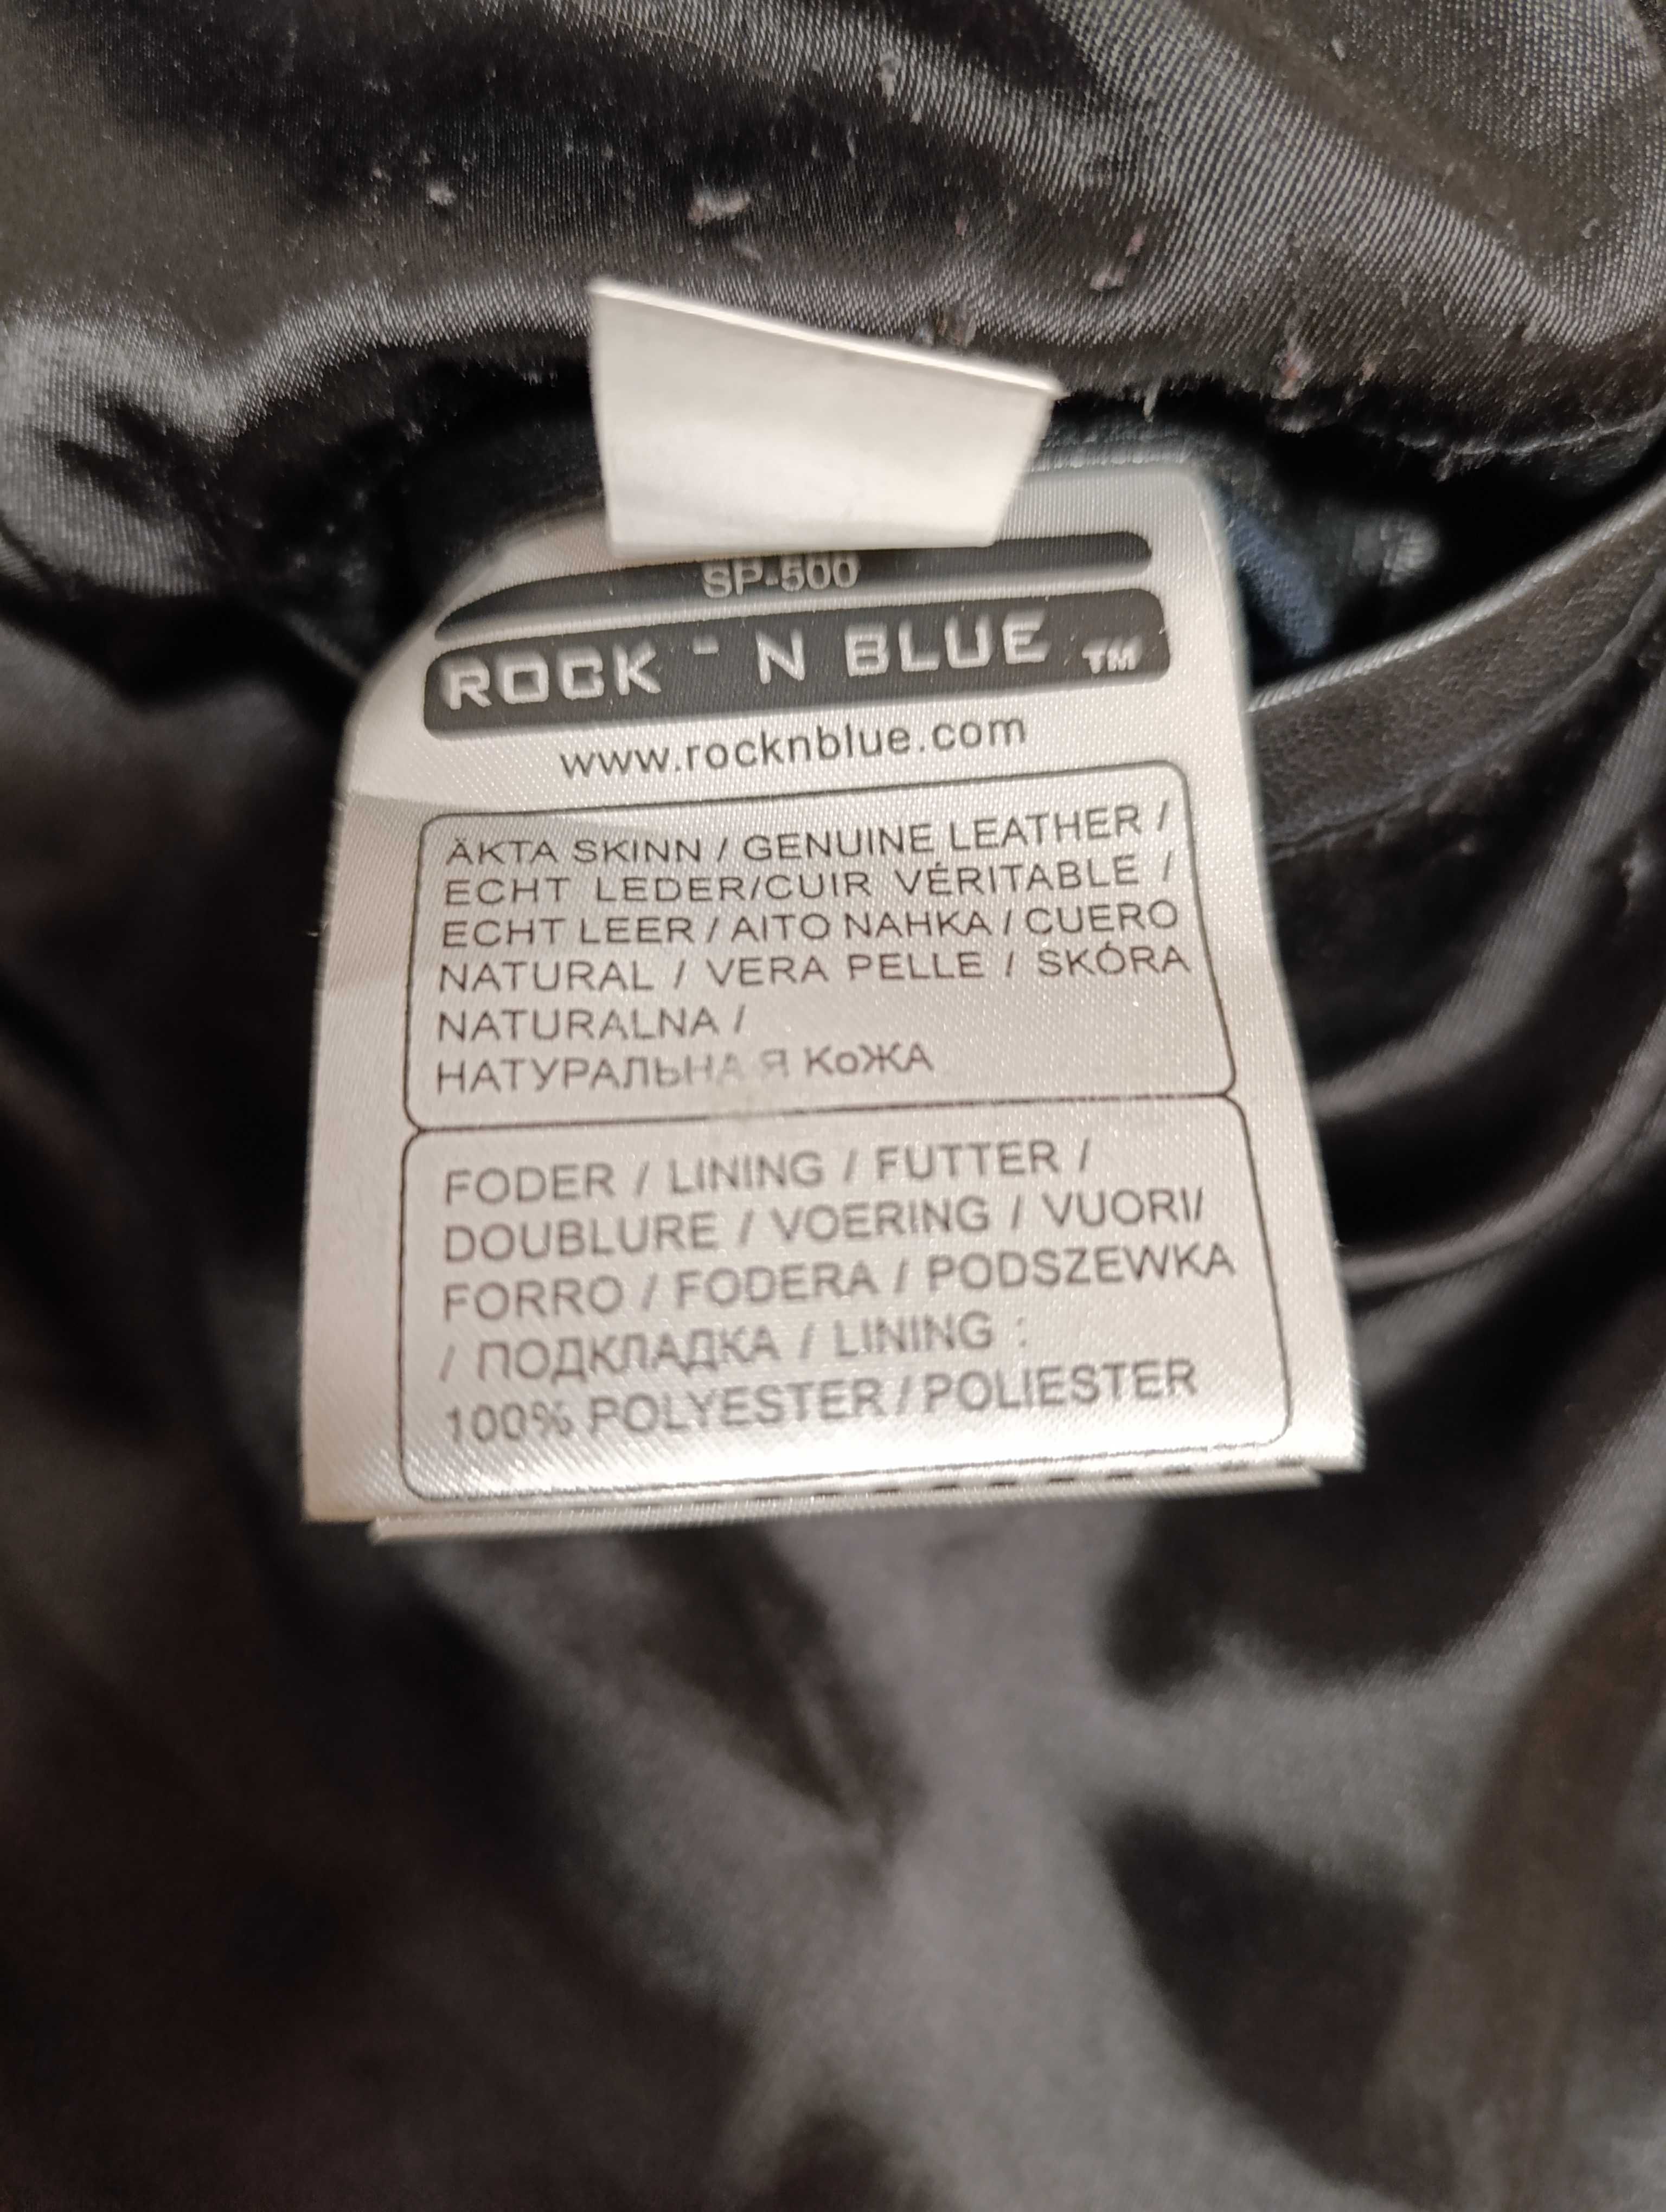 SP-500
ROCK - N BLUE ™
www.rocknblue.com
ÄKTA SKINN / GENUINE LEATHER /
ECHT LEDER/CUIR VÉRITABLE /
ECHT LEER / AITO NAHKA / CUERO
NATURAL / VERA PELLE / SKÓRA
NATURALNA /
НАТУРАЛЬНА Я КоЖА
FODER / LINING / FUTTER /
DOUBLURE / VOERING / VUORI/
FORRO / FODERA / PODSZEWKA
/ ПОДКЛАДКА / LINING :
100% POLYESTER / POLIESTER